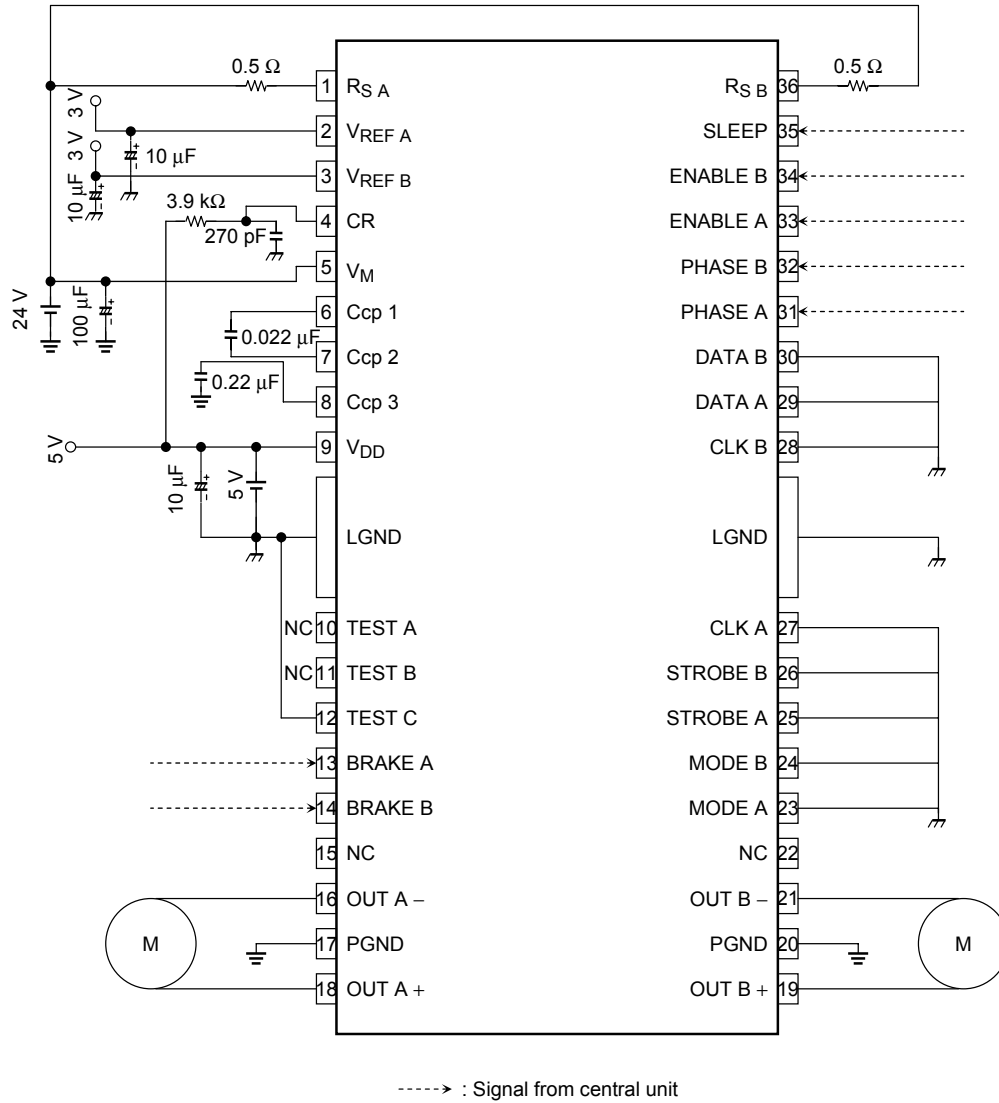 0.5 Ω
1 RS A
RS B 36
0.5 Ω
3 V
2 VREF A
SLEEP 35
3 V
10 μF
3 VREF B
ENABLE B 34
10 μF
3.9 kΩ
4 CR
ENABLE A 33
270 pF
5 VM
PHASE B 32
24 V
100 μF
6 Ccp 1
PHASE A 31
0.022 μF
7 Ccp 2
DATA B 30
0.22 μF
8 Ccp 3
DATA A 29
5 V
9 VDD
CLK B 28
10 μF
5 V
LGND
LGND
NC 10 TEST A
CLK A 27
NC 11 TEST B
STROBE B 26
12 TEST C
STROBE A 25
13 BRAKE A
MODE B 24
14 BRAKE B
MODE A 23
15 NC
NC 22
16 OUT A −
OUT B − 21
M
17 PGND
PGND 20
M
18 OUT A +
OUT B + 19
: Signal from central unit